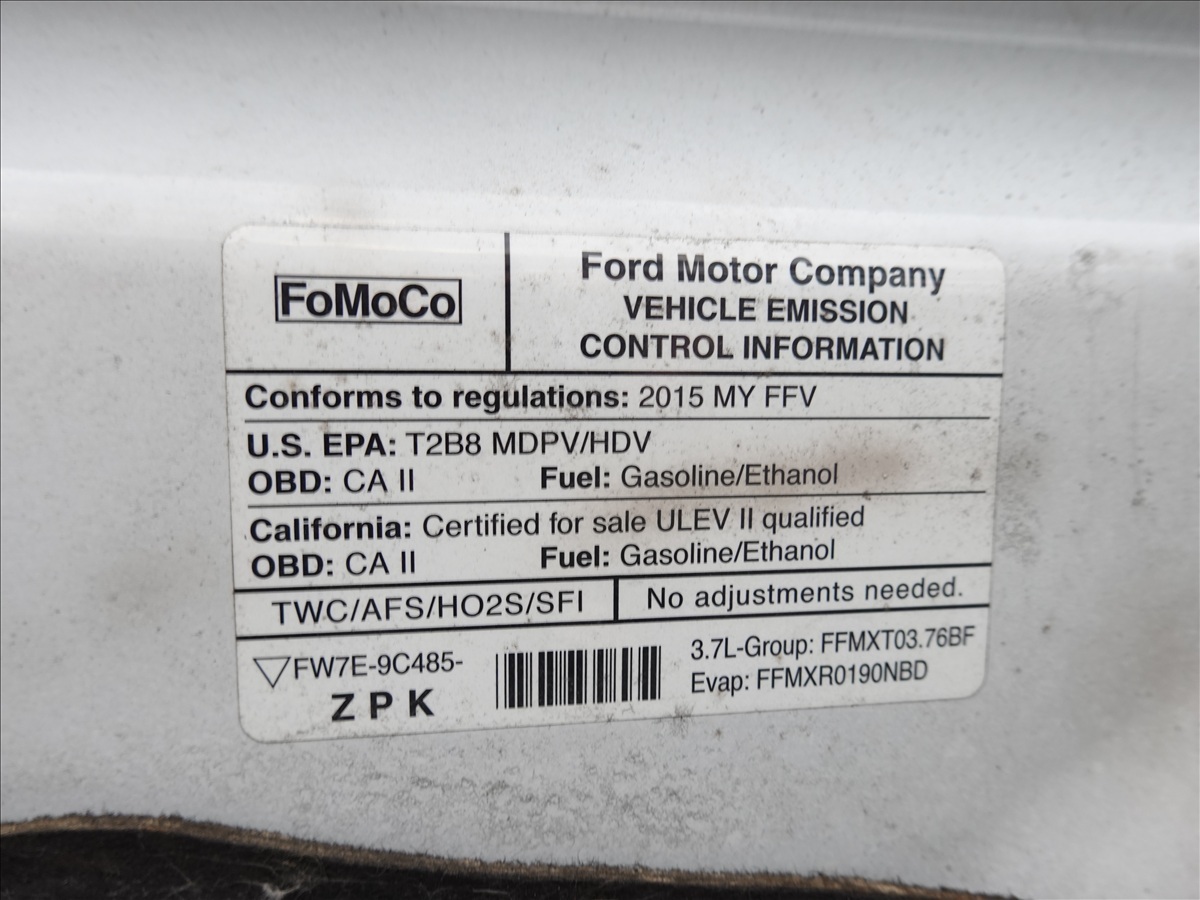 FoMoCo
Ford Motor Company
VEHICLE EMISSION
CONTROL INFORMATION
Conforms to regulations: 2015 MY FFV
U.S. EPA: T2B8 MDPV/HDV
OBD: CA II Fuel: Gasoline/Ethanol
California: Certified for sale ULEV II qualified
OBD: CA II Fuel: Gasoline/Ethanol
TWC/AFS/HO2S/SFI No adjustments needed.
FW7E-9C485-
Z P K
3.7L-Group: FFMXT03.76BF
Evap: FFMXR0190NBD